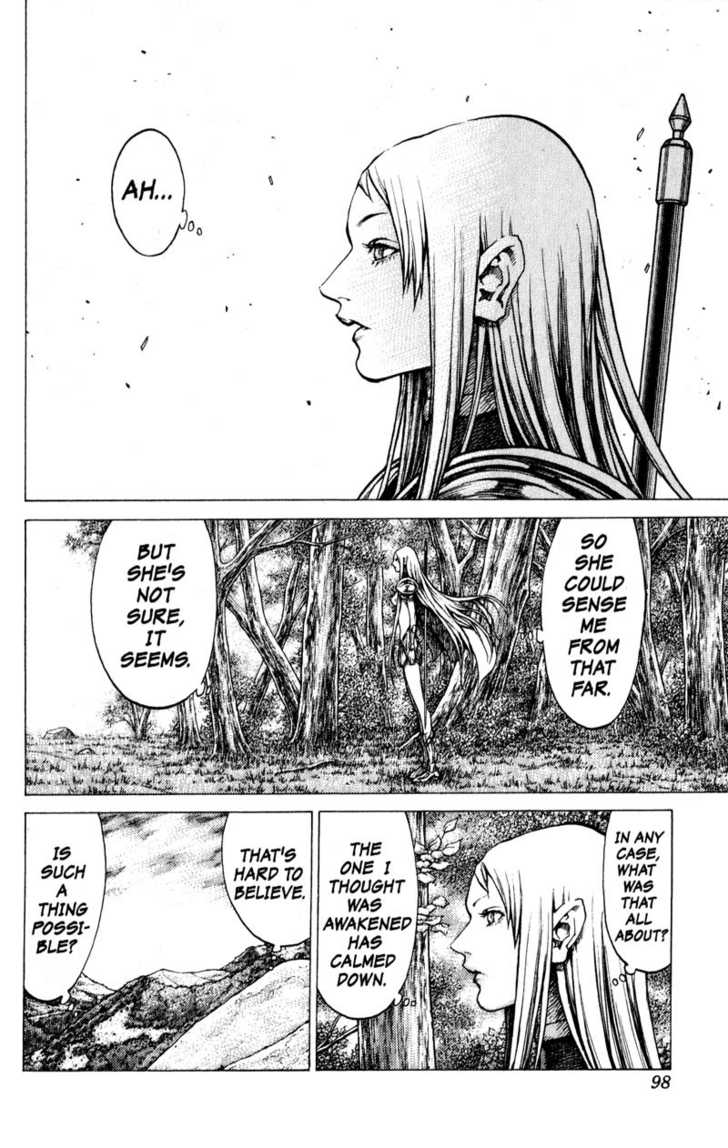 AH...
SO
SHE
COULD
SENSE
ME
FROM
THAT
FAR.
BUT
SHE'S
NOT
SURE,
IT
SEEMS.
IN ANY
CASE,
WHAT
WAS
THAT
ALL
ABOUT?
THE
ONE I
THOUGHT
WAS
AWAKENED
HAS
CALMED
DOWN.
THAT'S
HARD TO
BELIEVE.
IS
SUCH
A
THING
POSSI-
BLE?
98